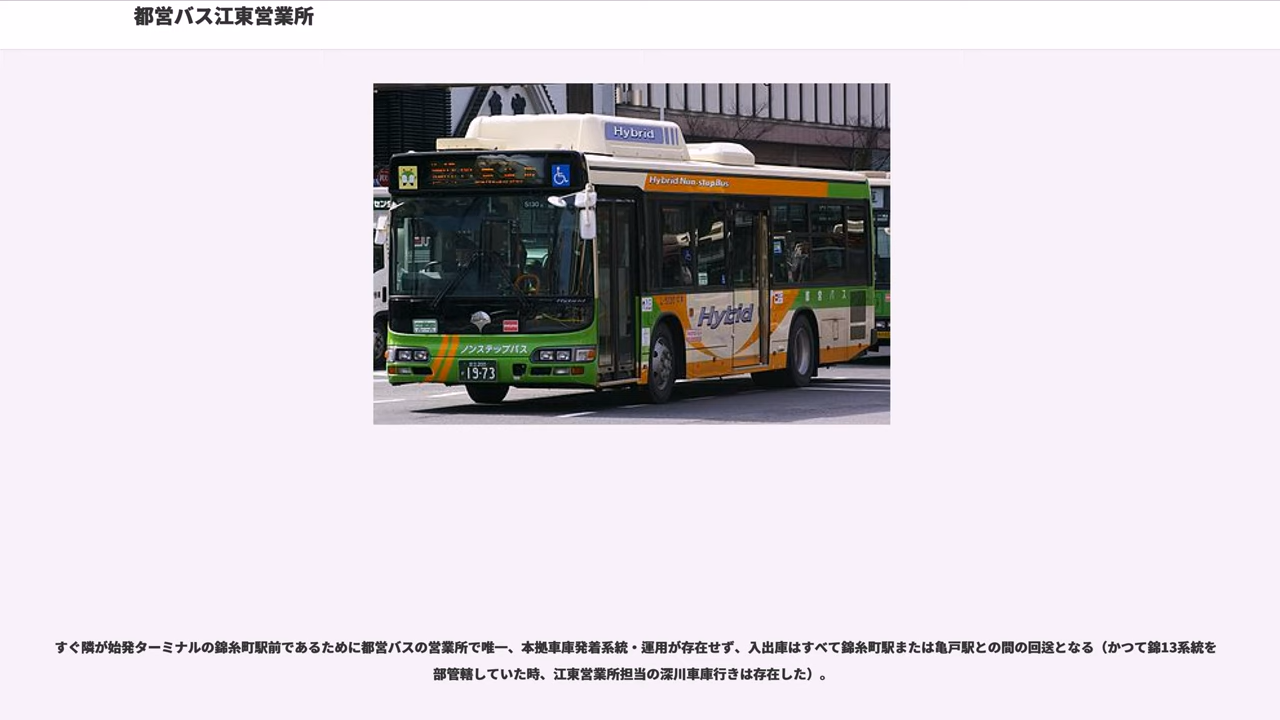 都営バス江東営業所
Hybrid
Hybrid Non-stepBus
S130
Hybrid
都営バス
ノンステップバス
19-73
すぐ隣が始発ターミナルの錦糸町駅前であるために都営バスの営業所で唯一、本拠車庫発着系統・運用が存在せず、入出庫はすべて錦糸町駅または亀戸駅との間の回送となる（かつて錦13系統を
部管轄していた時、江東営業所担当の深川車庫行きは存在した）。